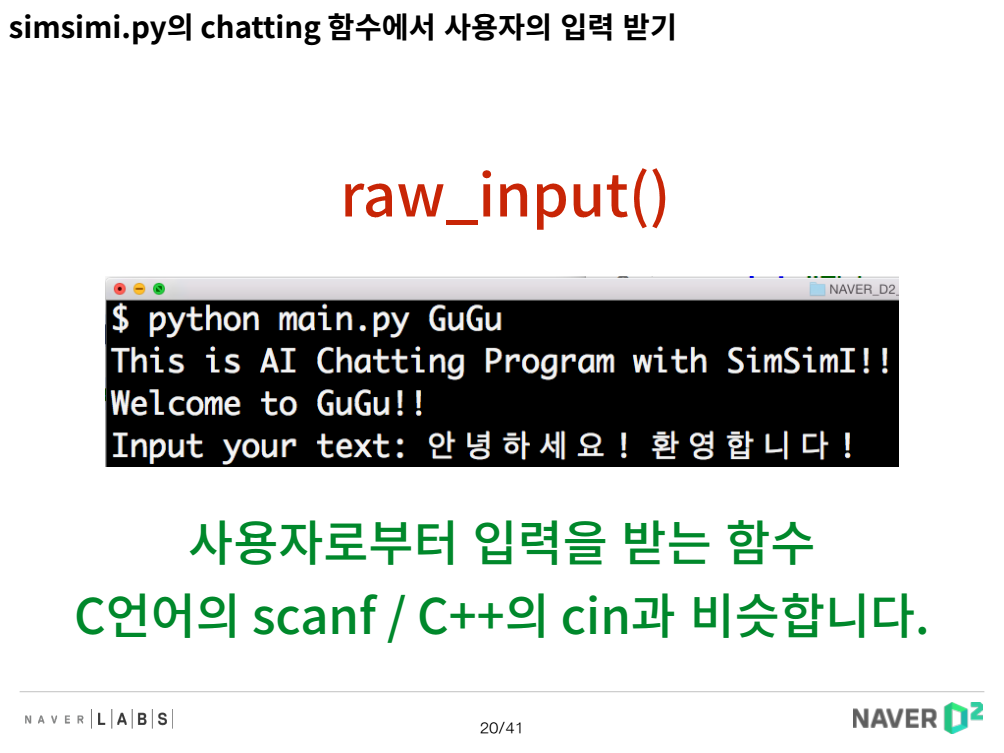 simsimi.py의 chatting 함수에서 사용자의 입력 받기
raw_input()
NAVER_D2_
$ python main.py GuGu
This is AI Chatting Program with SimSimI!!
Welcome to GuGu!!
Input your text: 안녕하세요! 환영합니다!
사용자로부터 입력을 받는 함수
C언어의 scanf / C++의 cin과 비슷합니다.
NAVER |L|A|B|S|
20/41
NAVER D2